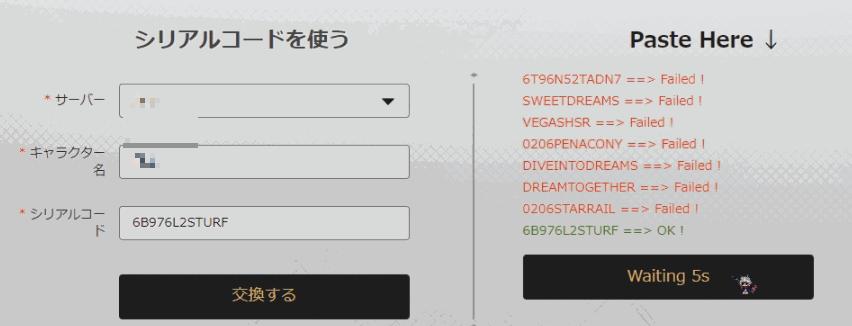 シリアルコードを使う
* サーバー
* キャラクター
名
* シリアルコー
ド
6B976L2STURF
交換する
Paste Here ↓
6T96N52TADN7 ==> Failed !
SWEETDREAMS ==> Failed !
VEGASHSR ==> Failed !
0206PENACONY ==> Failed !
DIVEINTODREAMS ==> Failed !
DREAMTOGETHER ==> Failed !
0206STARRAIL ==> Failed !
6B976L2STURF ==> OK !
Waiting 5s